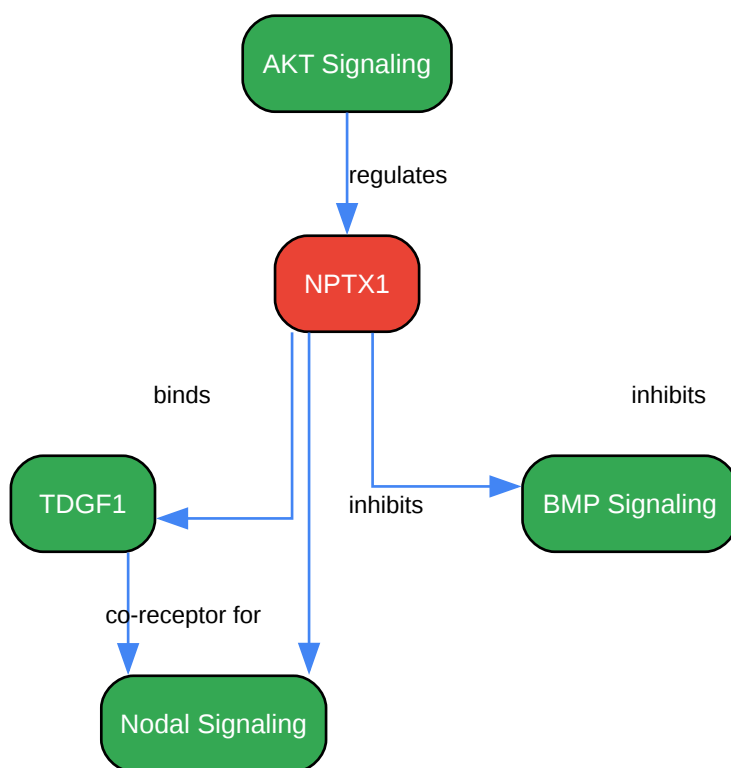 AKT Signaling
regulates
NPTX1
binds
inhibits
TDGF1
inhibits
BMP Signaling
co-receptor for
Nodal Signaling